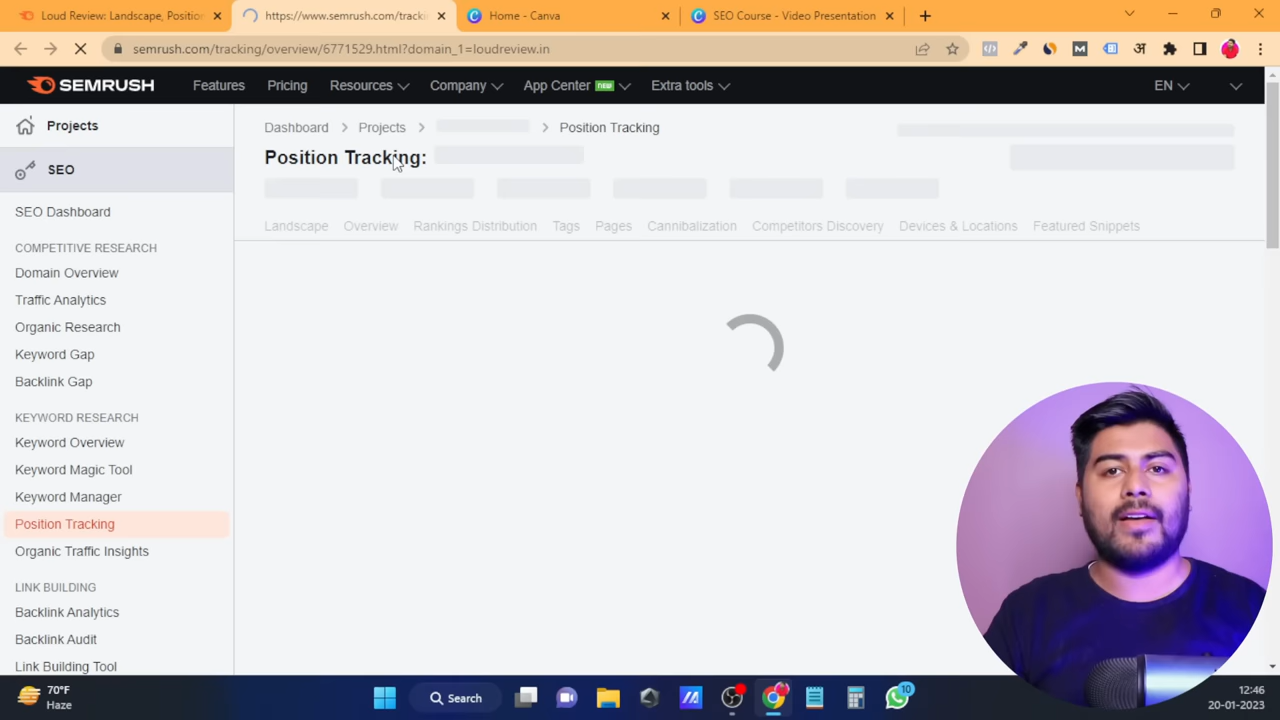 Loud Review: Landscape, Position
https://www.semrush.com/tracki
Home - Canva
SEO Course - Video Presentation
semrush.com/tracking/overview/6771529.html?domain_1=loudreview.in
SEMRUSH
Features
Pricing
Resources
Company
App Center
new
Extra tools
EN
Projects
SEO
SEO Dashboard
COMPETITIVE RESEARCH
Domain Overview
Traffic Analytics
Organic Research
Keyword Gap
Backlink Gap
KEYWORD RESEARCH
Keyword Overview
Keyword Magic Tool
Keyword Manager
Position Tracking
Organic Traffic Insights
LINK BUILDING
Backlink Analytics
Backlink Audit
Link Building Tool
Dashboard > Projects > > Position Tracking
Position Tracking:
Landscape
Overview
Rankings Distribution
Tags
Pages
Cannibalization
Competitors Discovery
Devices & Locations
Featured Snippets
70°F
Haze
Search
10
12:46
20-01-2023